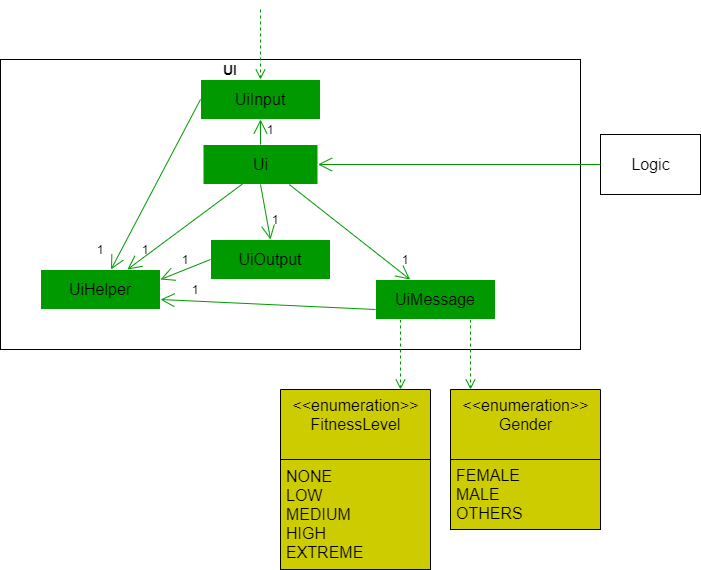 UI
UiInput
1
Ui
Logic
1
1
1
1
1
UiOutput
1
UiHelper
UiMessage
<<enumeration>>
FitnessLevel
NONE
LOW
MEDIUM
HIGH
EXTREME
<<enumeration>>
Gender
FEMALE
MALE
OTHERS